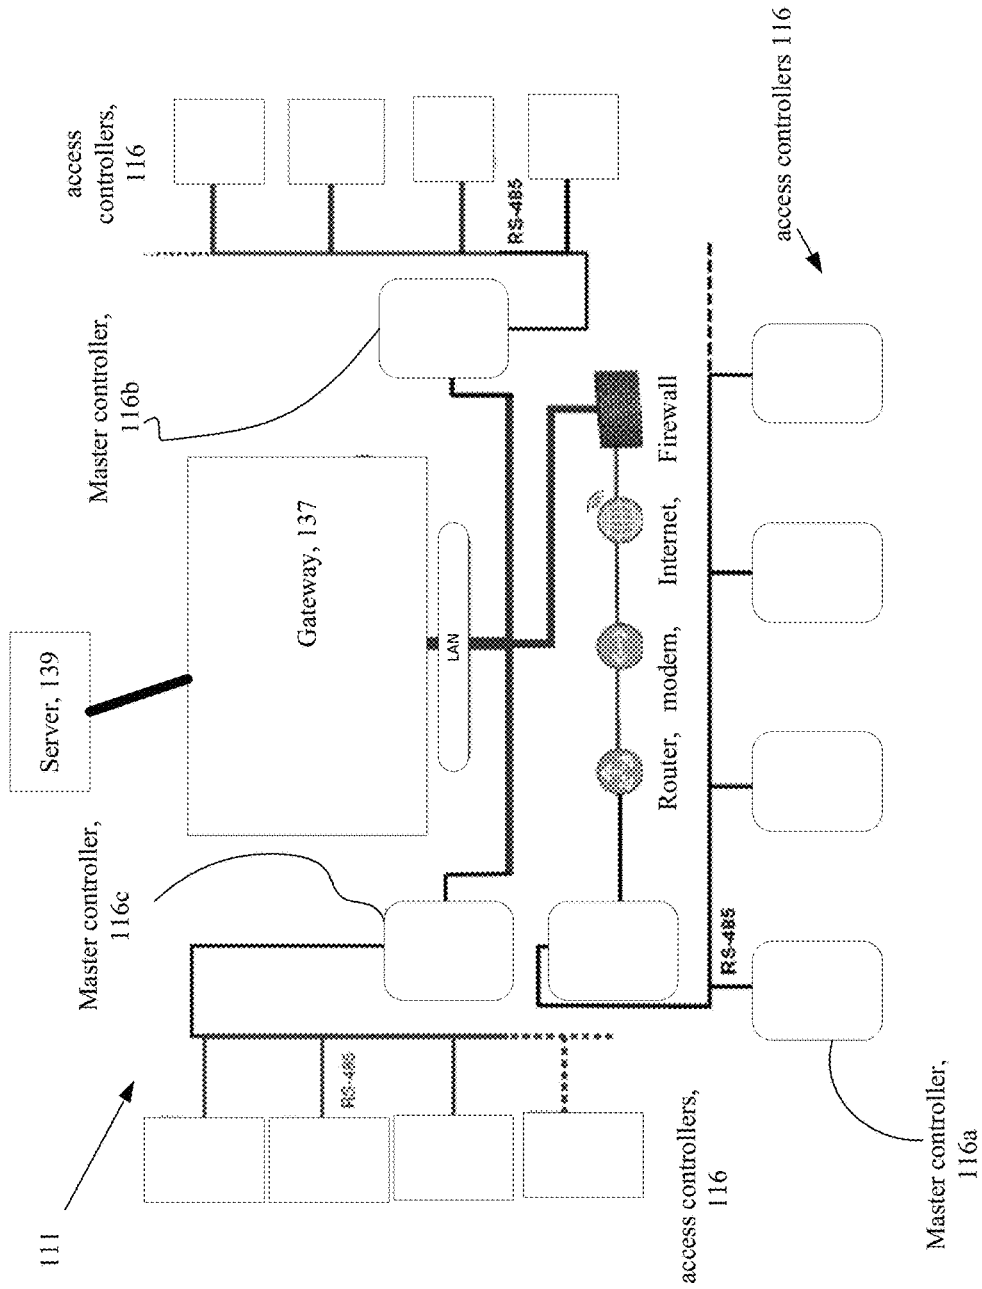 111
Server, 139
Gateway, 137
LAN
Master controller,
116c
Master controller,
116b
access
controllers,
116
RS-485
RS-485
access controllers,
116
Router, modem, Internet, Firewall
RS-485
Master controller,
116a
access controllers 116